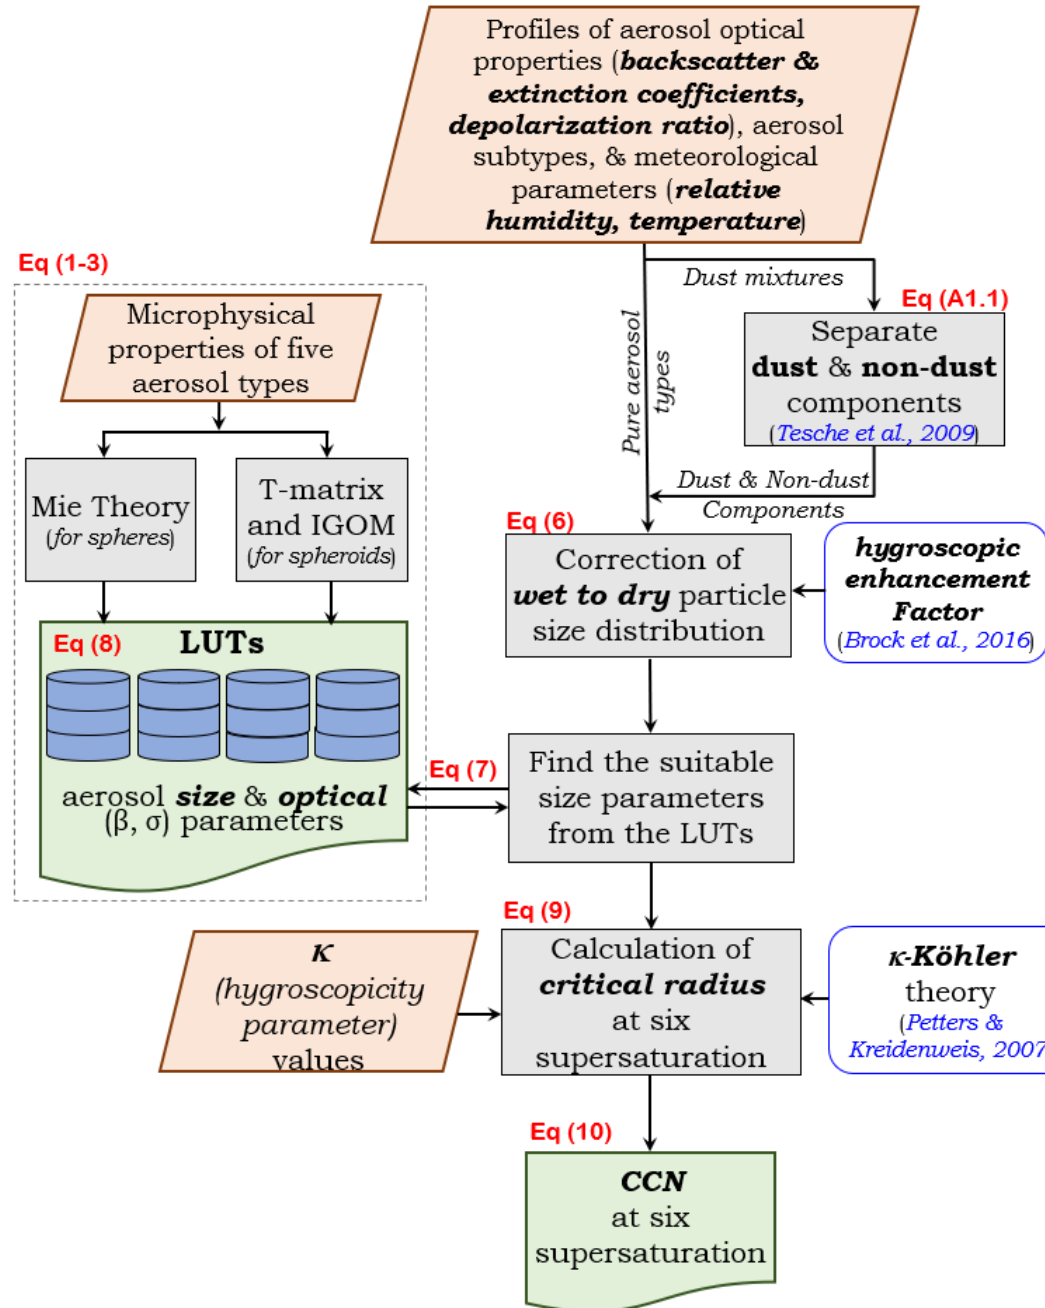 Profiles of aerosol optical
properties (backscatter &
extinction coefficients,
depolarization ratio), aerosol
subtypes, & meteorological
parameters (relative
humidity, temperature)
Eq (1-3)
Microphysical
properties of five
aerosol types
Mie Theory
(for spheres)
T-matrix
and IGOM
(for spheroids)
Eq (8)
LUTs
aerosol size & optical
(β, σ) parameters
Pure aerosol
types
Dust mixtures
Eq (A1.1)
Separate
dust & non-dust
components
(Tesche et al., 2009)
Dust & Non-dust
Components
Eq (6)
Correction of
wet to dry particle
size distribution
hygroscopic
enhancement
Factor
(Brock et al., 2016)
Eq (7)
Find the suitable
size parameters
from the LUTs
Eq (9)
Calculation of
critical radius
at six
supersaturation
κ
(hygroscopicity
parameter)
values
κ-Köhler
theory
(Petters &
Kreidenweis, 2007
Eq (10)
CCN
at six
supersaturation